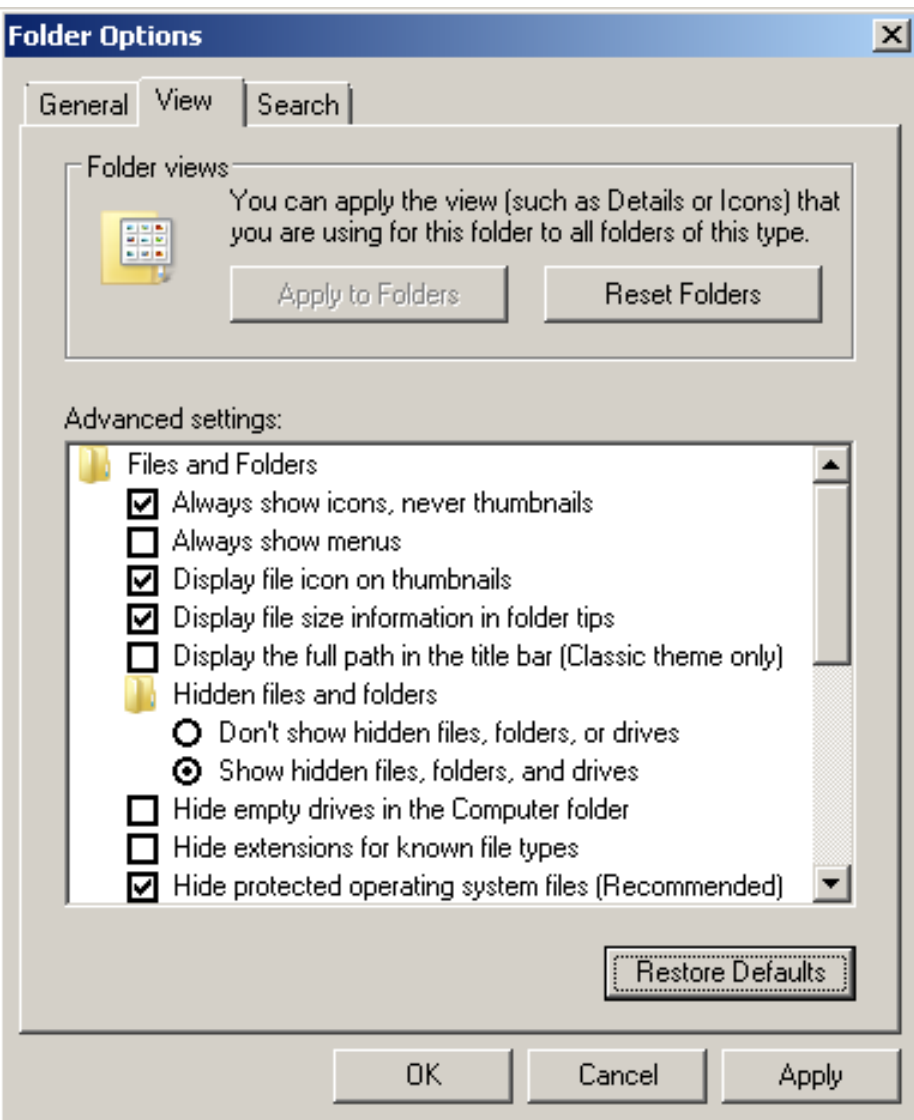 Folder Options
General
View
Search
Folder views
You can apply the view (such as Details or Icons) that
you are using for this folder to all folders of this type.
Apply to Folders
Reset Folders
Advanced settings:
Files and Folders
Always show icons, never thumbnails
Always show menus
Display file icon on thumbnails
Display file size information in folder tips
Display the full path in the title bar (Classic theme only)
Hidden files and folders
Don't show hidden files, folders, or drives
Show hidden files, folders, and drives
Hide empty drives in the Computer folder
Hide extensions for known file types
Hide protected operating system files (Recommended)
Restore Defaults
OK
Cancel
Apply